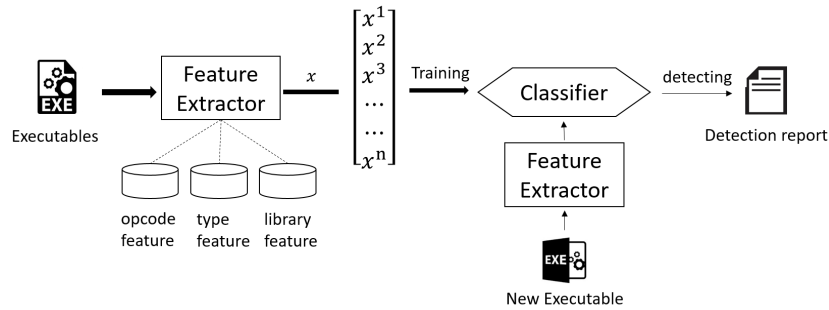 EXE
Executables
Feature
Extractor
opcode
feature
type
feature
library
feature
x
x¹
x²
x³
...
...
xⁿ
Training
Classifier
detecting
Detection report
Feature
Extractor
EXE
New Executable